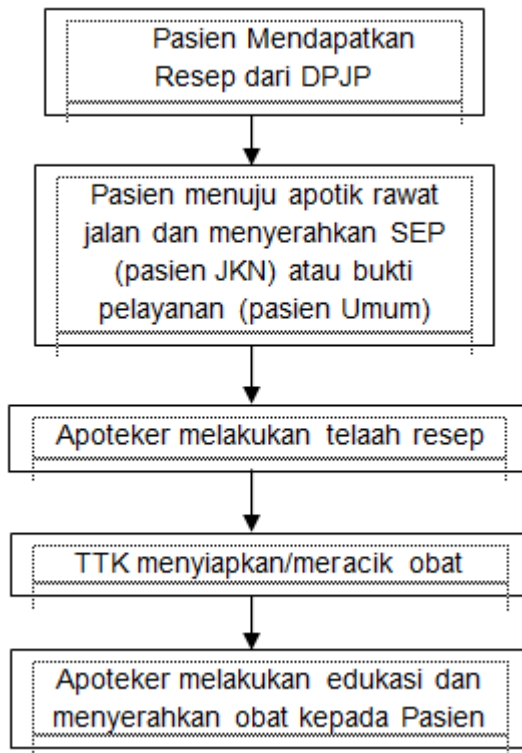 Pasien Mendapatkan
Resep dari DPJP
Pasien menuju apotik rawat
jalan dan menyerahkan SEP
(pasien JKN) atau bukti
pelayanan (pasien Umum)
Apoteker melakukan telaah resep
TTK menyiapkan/meracik obat
Apoteker melakukan edukasi dan
menyerahkan obat kepada Pasien